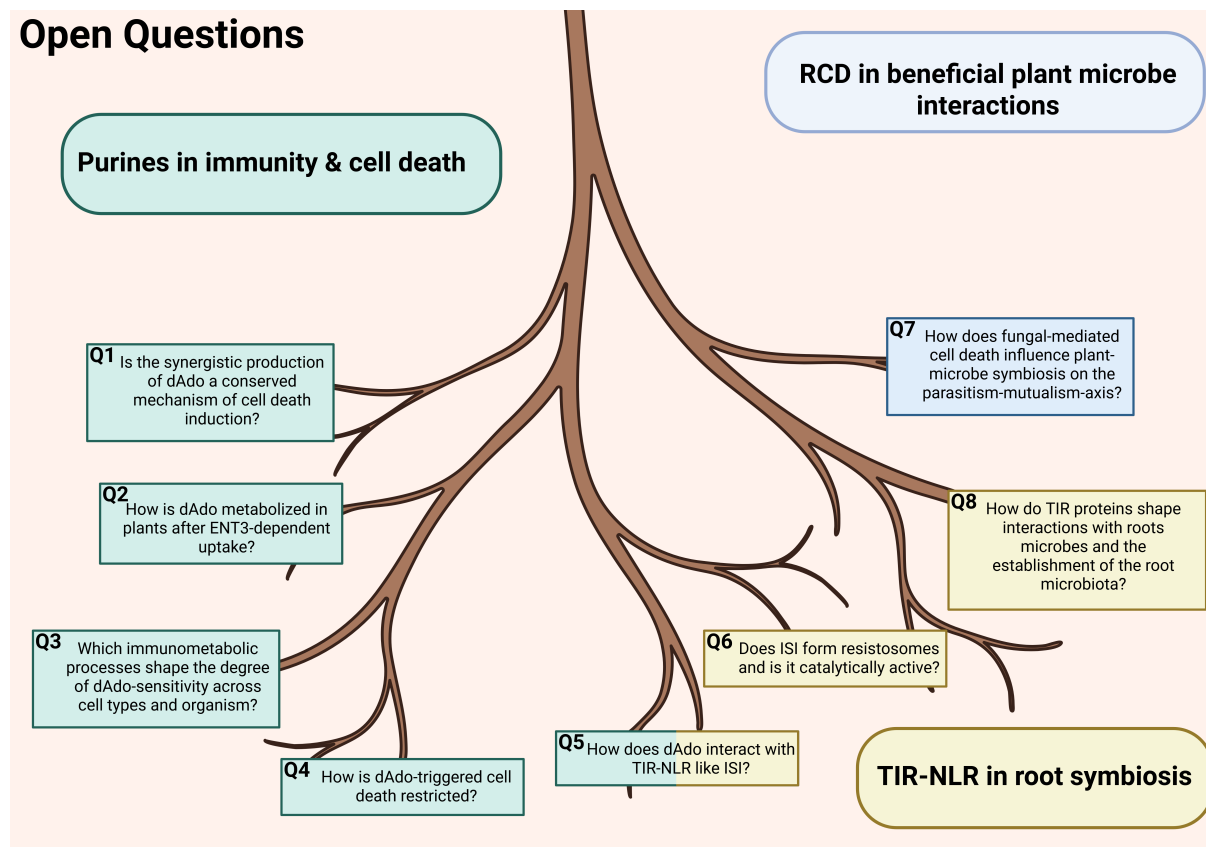 Open Questions
RCD in beneficial plant microbe
interactions
Purines in immunity & cell death
Q1
Is the synergistic production
of dAdo a conserved
mechanism of cell death
induction?
Q7
How does fungal-mediated
cell death influence plant-
microbe symbiosis on the
parasitism-mutualism-axis?
Q2
How is dAdo metabolized in
plants after ENT3-dependent
uptake?
Q8
How do TIR proteins shape
interactions with roots
microbes and the
establishment of the root
microbiota?
Q3
Which immunometabolic
processes shape the degree
of dAdo-sensitivity across
cell types and organism?
Q6
Does ISI form resistosomes
and is it catalytically active?
Q5
How does dAdo interact with
TIR-NLR like ISI?
Q4
How is dAdo-triggered cell
death restricted?
TIR-NLR in root symbiosis